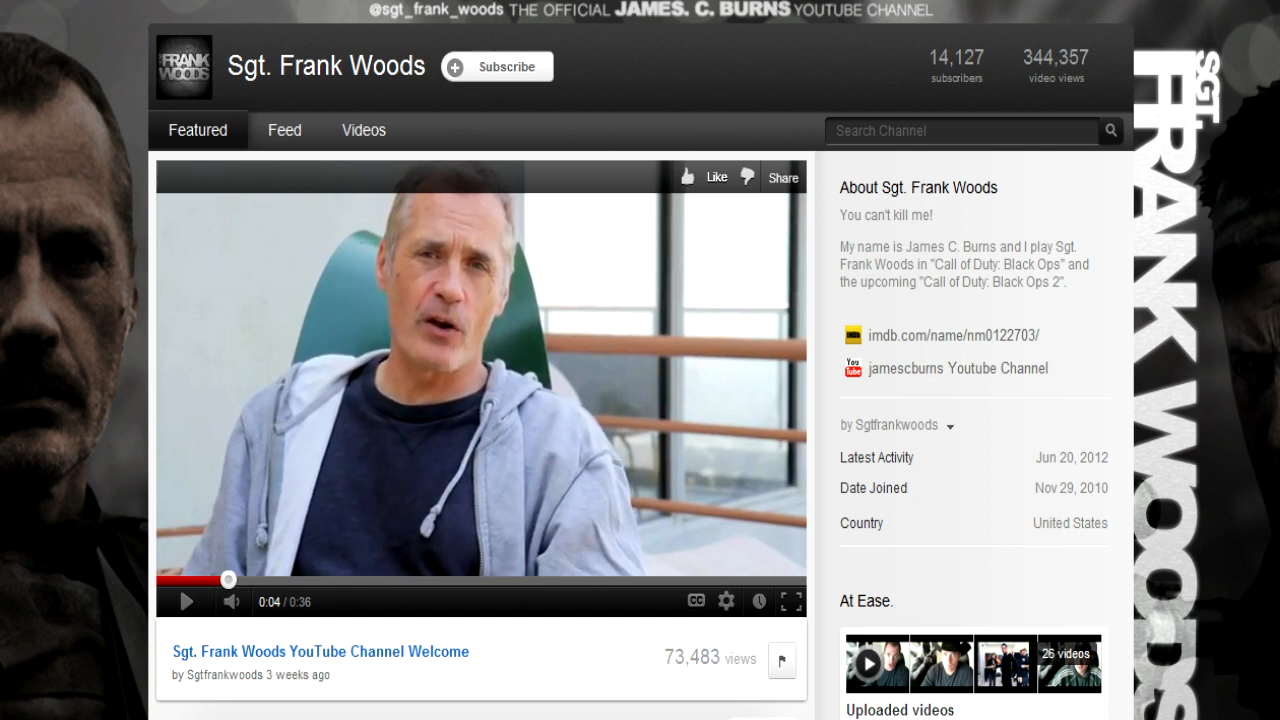 @sgt_frank_woods THE OFFICIAL JAMES. C. BURNS YOUTUBE CHANNEL
FRANK
WOODS
Sgt. Frank Woods
Subscribe
14,127
subscribers
344,357
video views
Featured
Feed
Videos
Search Channel
Like
Share
0:04 / 0:36
CC
Sgt. Frank Woods YouTube Channel Welcome
by Sgtfrankwoods 3 weeks ago
73,483 views
About Sgt. Frank Woods
You can't kill me!
My name is James C. Burns and I play Sgt.
Frank Woods in "Call of Duty: Black Ops" and
the upcoming "Call of Duty: Black Ops 2".
IMDb
imdb.com/name/nm0122703/
You
Tube
jamescburns Youtube Channel
by Sgtfrankwoods
Latest Activity Jun 20, 2012
Date Joined Nov 29, 2010
Country United States
At Ease.
26 videos
Uploaded videos
SGT
FRANK WOODS